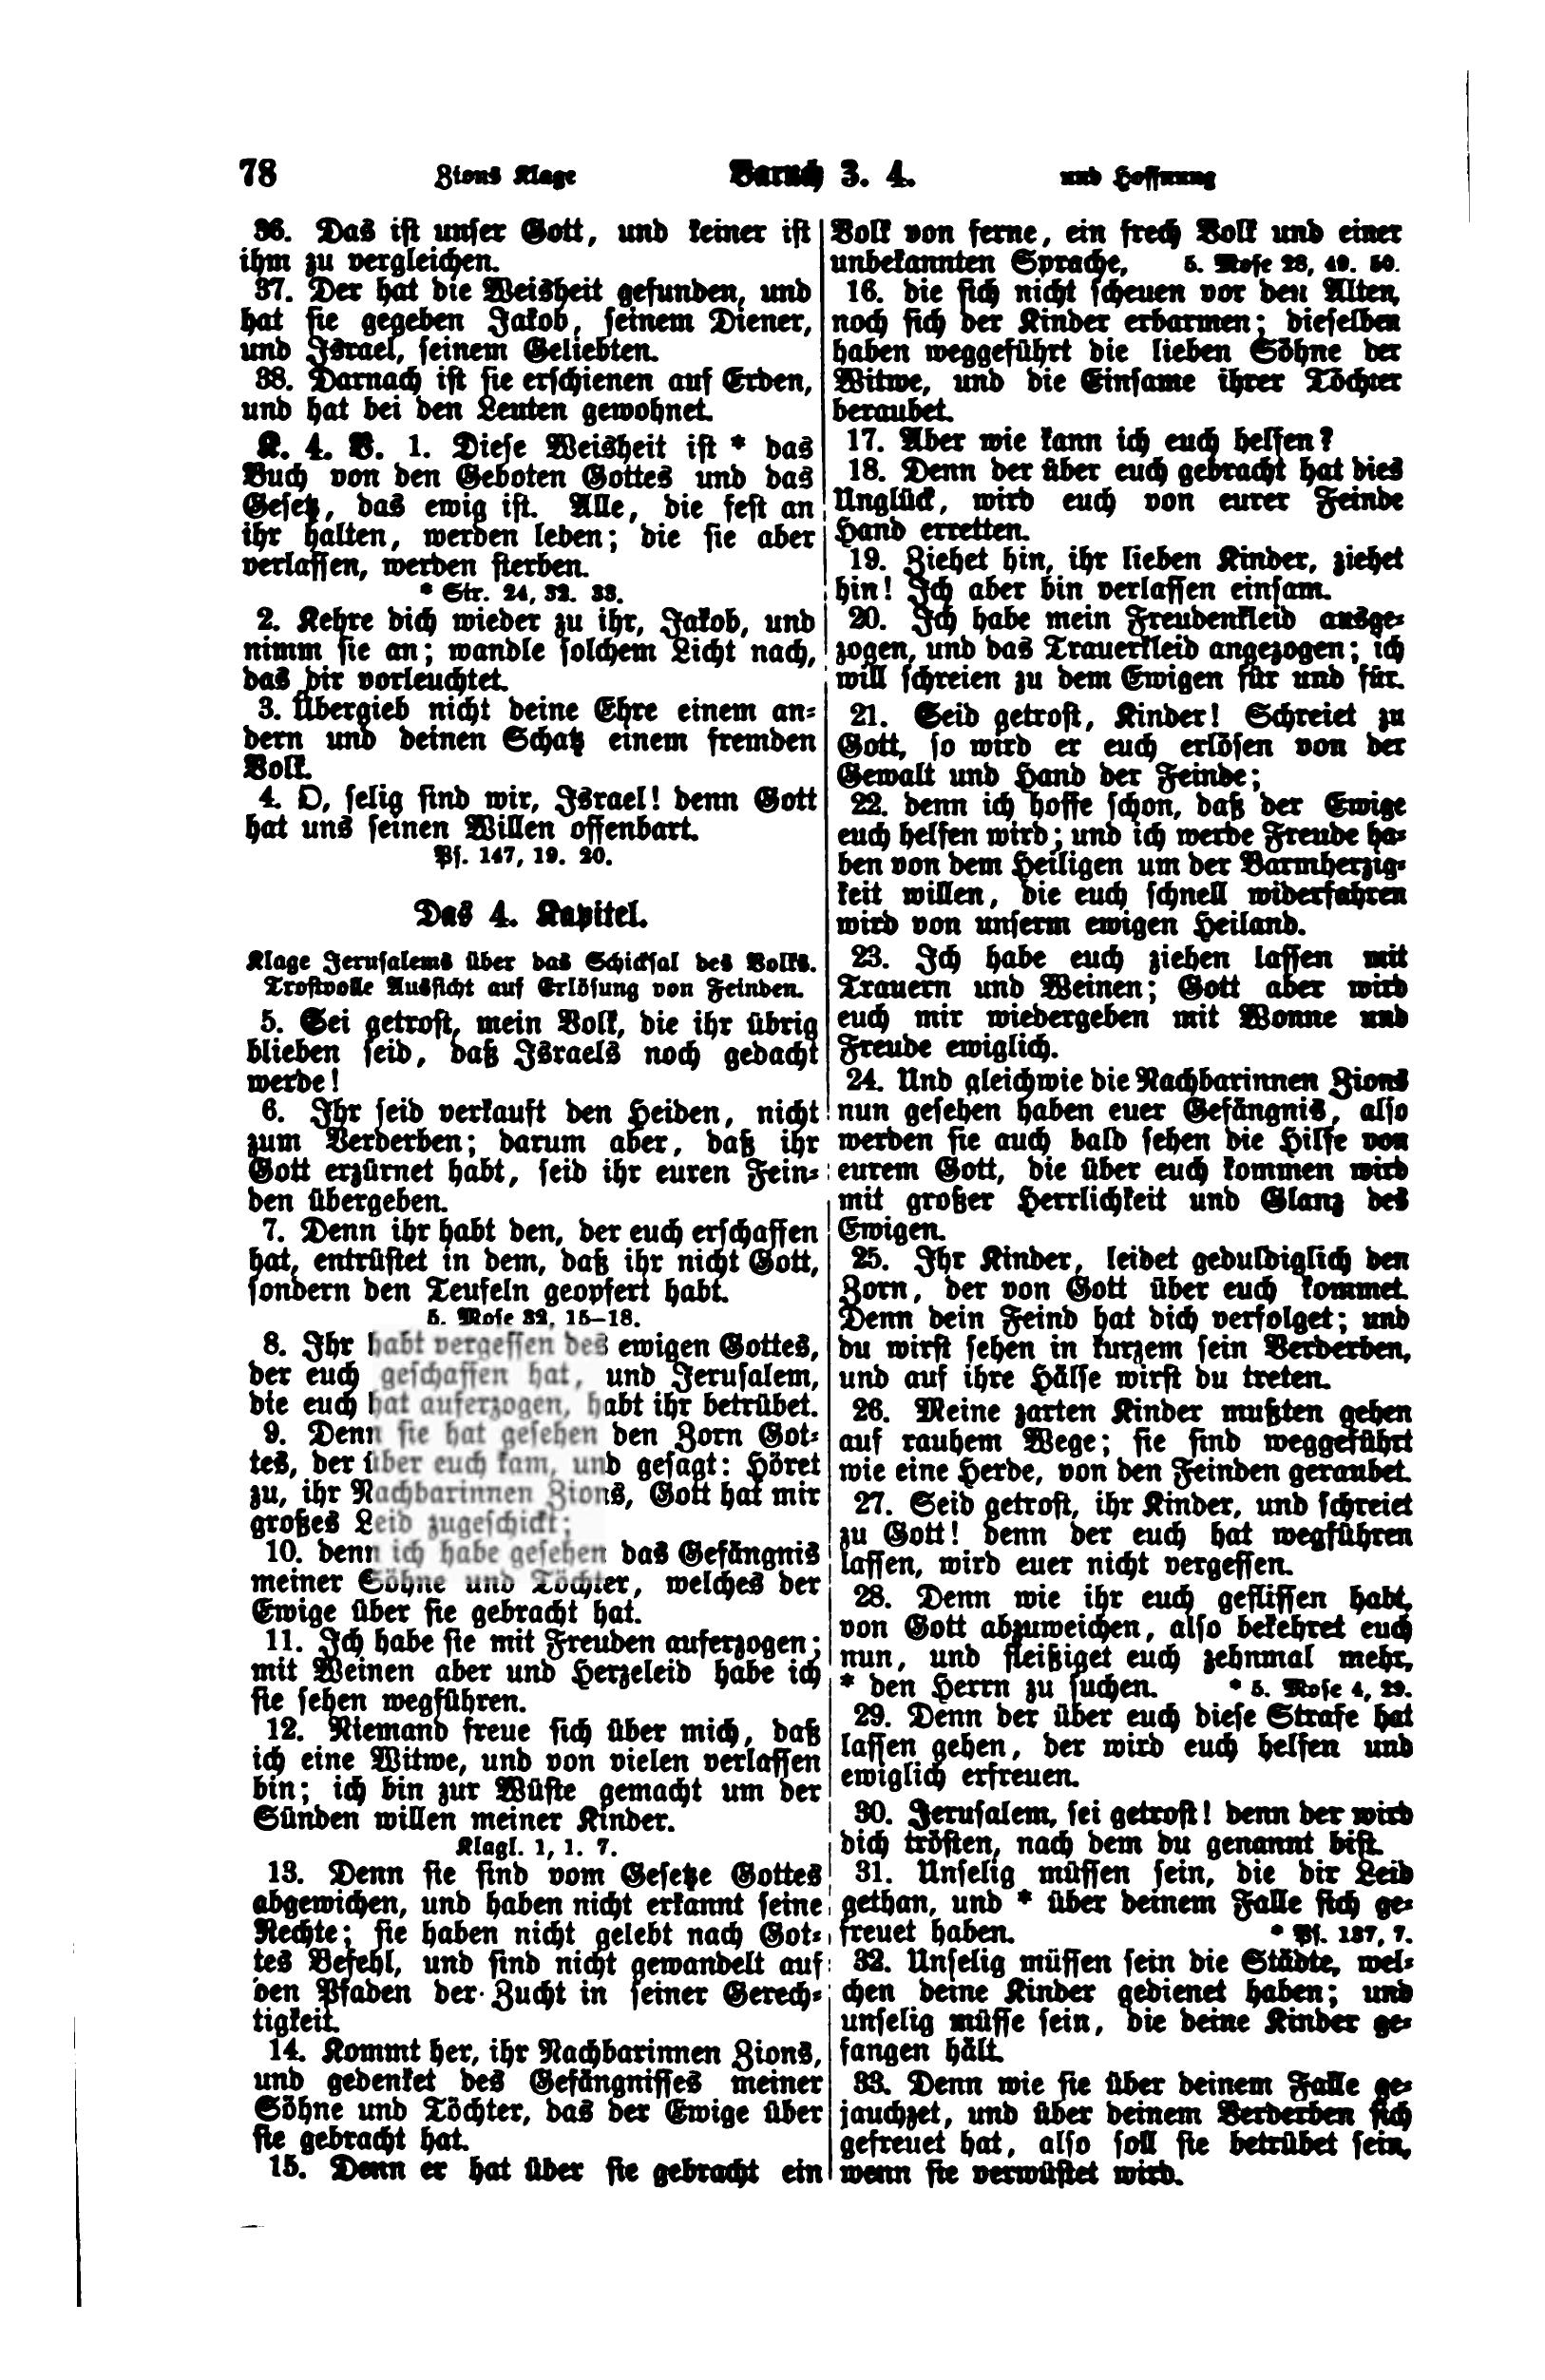 78 Zions Klage Baruch 3. 4. und Hoffnung
36. Das ist unser Gott, und keiner ist
ihm zu vergleichen.
37. Der hat die Weisheit gefunden, und
hat sie gegeben Jakob, seinem Diener,
und Israel, seinem Geliebten.
38. Darnach ist sie erschienen auf Erden,
und hat bei den Leuten gewohnet.
K. 4. V. 1. Diese Weisheit ist * das
Buch von den Geboten Gottes und das
Gesetz, das ewig ist. Alle, die fest an
ihr halten, werden leben; die sie aber
verlassen, werden sterben.
* Str. 24, 32. 33.
2. Kehre dich wieder zu ihr, Jakob, und
nimm sie an; wandle solchem Licht nach,
das dir vorleuchtet.
3. Übergieb nicht deine Ehre einem an-
dern und deinen Schatz einem fremden
Volk.
4. O, selig sind wir, Israel! denn Gott
hat uns seinen Willen offenbart.
Ps. 147, 19. 20.
Das 4. Kapitel.
Klage Jerusalems über das Schicksal des Volks.
Trostvolle Aussicht auf Erlösung von Feinden.
5. Sei getrost, mein Volk, die ihr übrig
blieben seid, daß Israels noch gedacht
werde!
6. Ihr seid verkauft den Heiden, nicht
zum Verderben; darum aber, daß ihr
Gott erzürnet habt, seid ihr euren Fein-
den übergeben.
7. Denn ihr habt den, der euch erschaffen
hat, entrüstet in dem, daß ihr nicht Gott,
sondern den Teufeln geopfert habt.
5. Mose 32, 15–18.
8. Ihr habt vergessen des ewigen Gottes,
der euch geschaffen hat, und Jerusalem,
die euch hat auferzogen, habt ihr betrübet.
9. Denn sie hat gesehen den Zorn Got-
tes, der über euch kam, und gesagt: Höret
zu, ihr Nachbarinnen Zions, Gott hat mir
großes Leid zugeschickt;
10. denn ich habe gesehen das Gefängnis
meiner Söhne und Töchter, welches der
Ewige über sie gebracht hat.
11. Ich habe sie mit Freuden auferzogen;
mit Weinen aber und Herzeleid habe ich
sie sehen wegführen.
12. Niemand freue sich über mich, daß
ich eine Witwe, und von vielen verlassen
bin; ich bin zur Wüste gemacht um der
Sünden willen meiner Kinder.
Klagl. 1, 1. 7.
13. Denn sie sind vom Gesetze Gottes
abgewichen, und haben nicht erkannt seine
Rechte; sie haben nicht gelebt nach Got-
tes Befehl, und sind nicht gewandelt auf
den Pfaden der Zucht in seiner Gerech-
tigkeit.
14. Kommt her, ihr Nachbarinnen Zions,
und gedenket des Gefängnisses meiner
Söhne und Töchter, das der Ewige über
sie gebracht hat.
15. Denn er hat über sie gebracht ein
Volk von ferne, ein frech Volk und einer
unbekannten Sprache, 5. Mose 28, 49. 50.
16. die sich nicht scheuen vor den Alten,
noch sich der Kinder erbarmen; dieselben
haben weggeführt die lieben Söhne der
Witwe, und die Einsame ihrer Töchter
beraubet.
17. Aber wie kann ich euch helfen?
18. Denn der über euch gebracht hat dies
Unglück, wird euch von eurer Feinde
Hand erretten.
19. Ziehet hin, ihr lieben Kinder, ziehet
hin! Ich aber bin verlassen einsam.
20. Ich habe mein Freudenkleid ausge-
zogen, und das Trauerkleid angezogen; ich
will schreien zu dem Ewigen für und für.
21. Seid getrost, Kinder! Schreiet zu
Gott, so wird er euch erlösen von der
Gewalt und Hand der Feinde;
22. denn ich hoffe schon, daß der Ewige
euch helfen wird; und ich werde Freude ha-
ben von dem Heiligen um der Barmherzig-
keit willen, die euch schnell widerfahren
wird von unserm ewigen Heiland.
23. Ich habe euch ziehen lassen mit
Trauern und Weinen; Gott aber wird
euch mir wiedergeben mit Wonne und
Freude ewiglich.
24. Und gleichwie die Nachbarinnen Zions
nun gesehen haben euer Gefängnis, also
werden sie auch bald sehen die Hilfe von
eurem Gott, die über euch kommen wird
mit großer Herrlichkeit und Glanz des
Ewigen.
25. Ihr Kinder, leidet geduldiglich den
Zorn, der von Gott über euch kommet.
Denn dein Feind hat dich verfolget; und
du wirst sehen in kurzem sein Verderben,
und auf ihre Hälse wirst du treten.
26. Meine zarten Kinder mußten gehen
auf rauhem Wege; sie sind weggeführt
wie eine Herde, von den Feinden geraubet.
27. Seid getrost, ihr Kinder, und schreiet
zu Gott! denn der euch hat wegführen
lassen, wird euer nicht vergessen.
28. Denn wie ihr euch geflissen habt,
von Gott abzuweichen, also bekehret euch
nun, und fleißiget euch zehnmal mehr,
* den Herrn zu suchen. * 5. Mose 4, 29.
29. Denn der über euch diese Strafe hat
lassen gehen, der wird euch helfen und
ewiglich erfreuen.
30. Jerusalem, sei getrost! denn der wird
dich trösten, nach dem du genannt bist.
31. Unselig müssen sein, die dir Leid
gethan, und * über deinem Falle sich ge-
freuet haben. * Ps. 137, 7.
32. Unselig müssen sein die Städte, wel-
chen deine Kinder gedienet haben; und
unselig müsse sein, die deine Kinder ge-
fangen hält.
33. Denn wie sie über deinem Falle ge-
jauchzet, und über deinem Verderben sich
gefreuet hat, also soll sie betrübet sein,
wenn sie verwüstet wird.